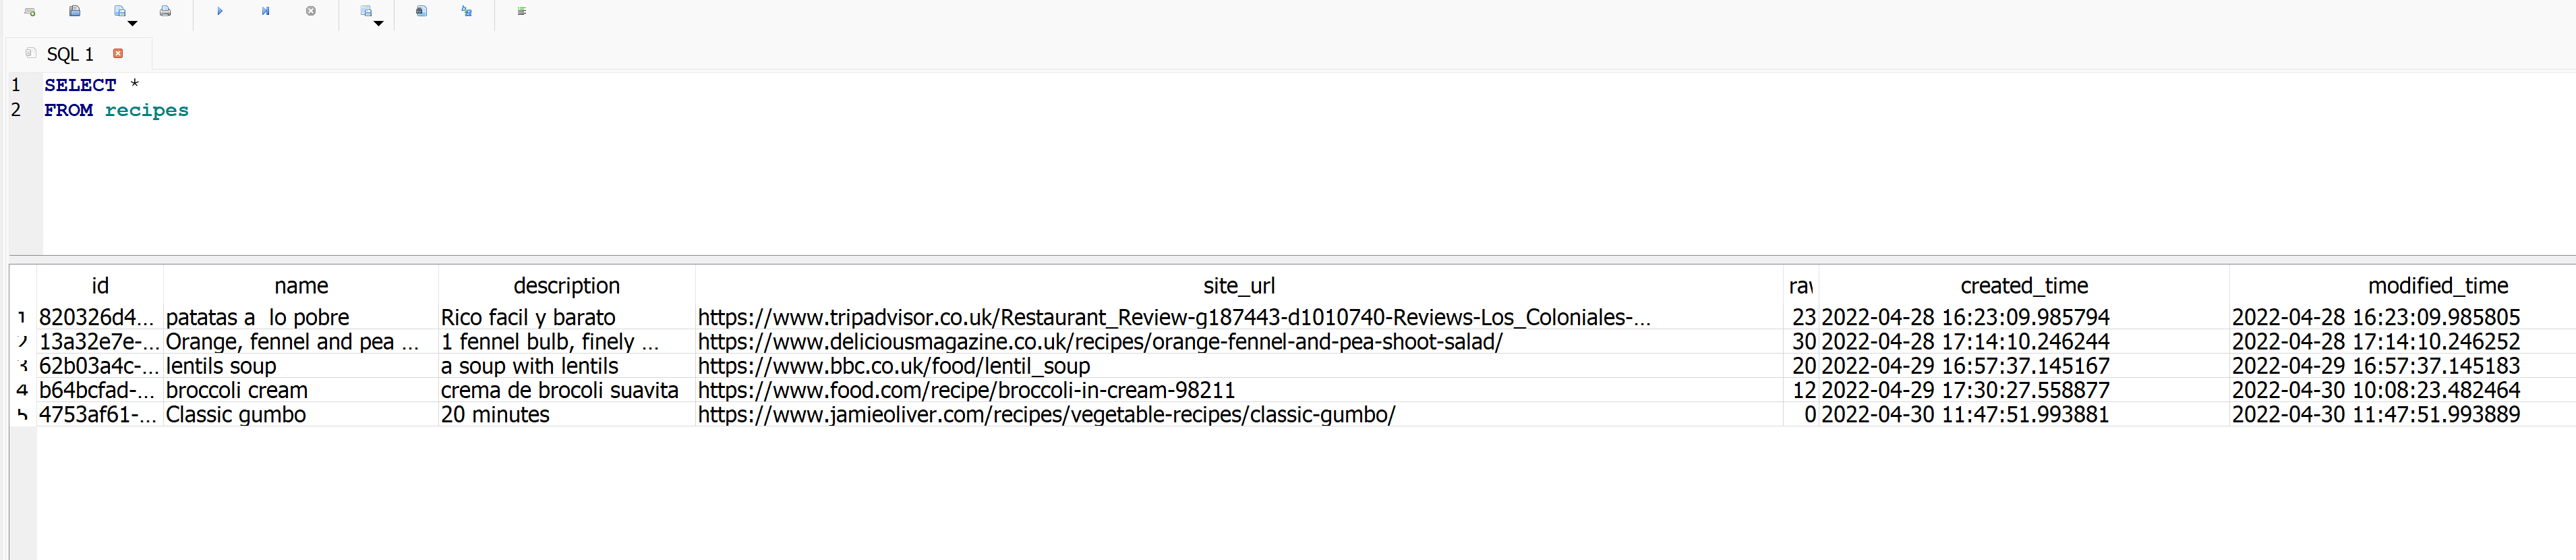 SQL 1
1 SELECT *
2 FROM recipes
id name description site_url created_time modified_time
1 820326d4... patatas a  lo pobre Rico facil y barato https://www.tripadvisor.co.uk/Restaurant_Review-g187443-d1010740-Reviews-Los_Coloniales-... 23 2022-04-28 16:23:09.985794 2022-04-28 16:23:09.985805
2 13a32e7e-... Orange, fennel and pea ... 1 fennel bulb, finely ... https://www.deliciousmagazine.co.uk/recipes/orange-fennel-and-pea-shoot-salad/ 30 2022-04-28 17:14:10.246244 2022-04-28 17:14:10.246252
3 62b03a4c-... lentils soup a soup with lentils https://www.bbc.co.uk/food/lentil_soup 20 2022-04-29 16:57:37.145167 2022-04-29 16:57:37.145183
4 b64bcfad-... broccoli cream crema de brocoli suavita https://www.food.com/recipe/broccoli-in-cream-98211 12 2022-04-29 17:30:27.558877 2022-04-30 10:08:23.482464
5 4753af61-... Classic gumbo 20 minutes https://www.jamieoliver.com/recipes/vegetable-recipes/classic-gumbo/ 0 2022-04-30 11:47:51.993881 2022-04-30 11:47:51.993889